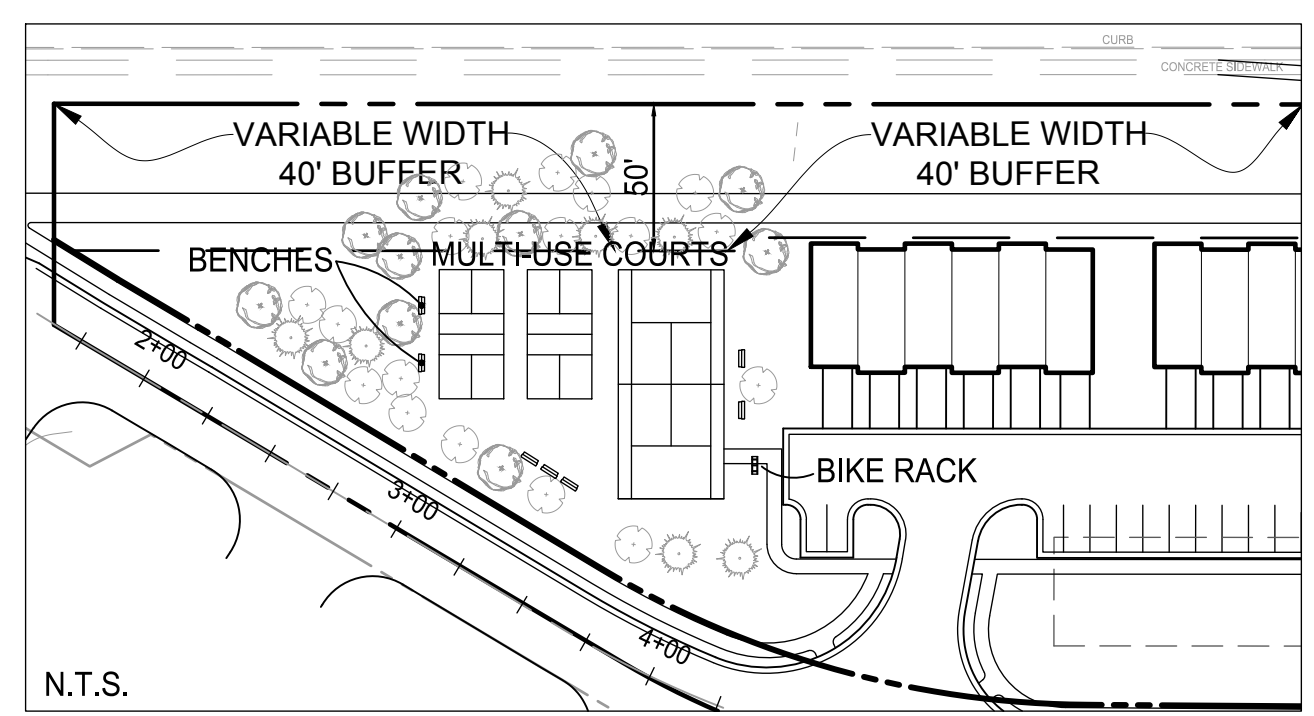 CURB
CONCRETE SIDEWALK
VARIABLE WIDTH
40' BUFFER
50'
VARIABLE WIDTH
40' BUFFER
BENCHES
MULTI-USE COURTS
2+00
3+00
BIKE RACK
4+00
N.T.S.